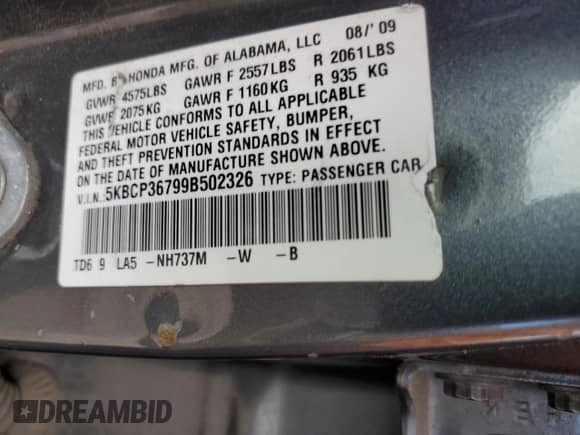 MFD. BY HONDA MFG. OF ALABAMA, LLC 08/'09
GVWR 4575LBS GAWR F 2557LBS R 2061LBS
GVWR 2075KG GAWR F 1160KG R 935 KG
THIS VEHICLE CONFORMS TO ALL APPLICABLE
FEDERAL MOTOR VEHICLE SAFETY, BUMPER,
AND THEFT PREVENTION STANDARDS IN EFFECT
ON THE DATE OF MANUFACTURE SHOWN ABOVE.
V.I.N.:5KBCP36799B502326 TYPE: PASSENGER CAR
TD6 9 LA5 -NH737M -W -B
DREAMBID